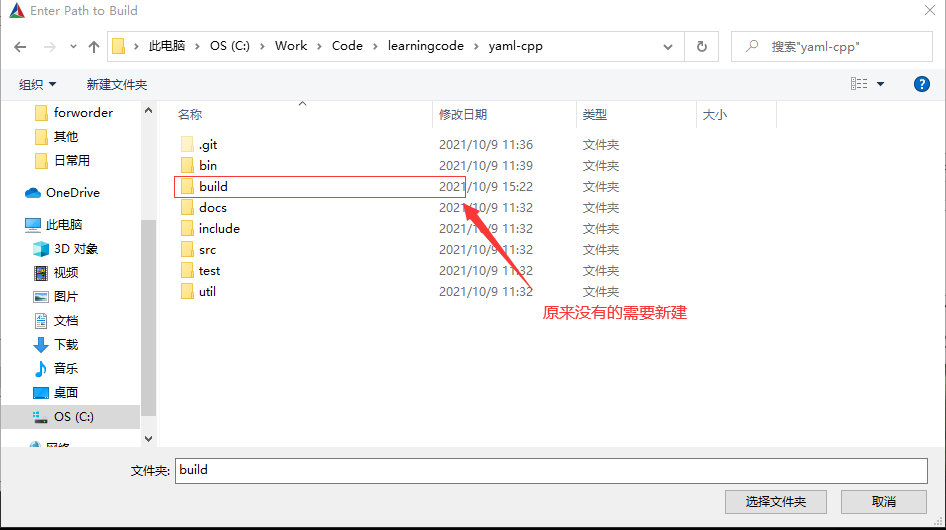 Enter Path to Build
此电脑 > OS (C:) > Work > Code > learningcode > yaml-cpp
搜索"yaml-cpp"
组织 新建文件夹
名称 修改日期 类型 大小
forworder
其他
日常用
OneDrive
此电脑
3D 对象
视频
图片
文档
下载
音乐
桌面
OS (C:)
.git 2021/10/9 11:36 文件夹
bin 2021/10/9 11:39 文件夹
build 2021/10/9 15:22 文件夹
docs 2021/10/9 11:32 文件夹
include 2021/10/9 11:32 文件夹
src 2021/10/9 11:32 文件夹
test 2021/10/9 11:32 文件夹
util 2021/10/9 11:32 文件夹
原来没有的需要新建
文件夹: build
选择文件夹 取消